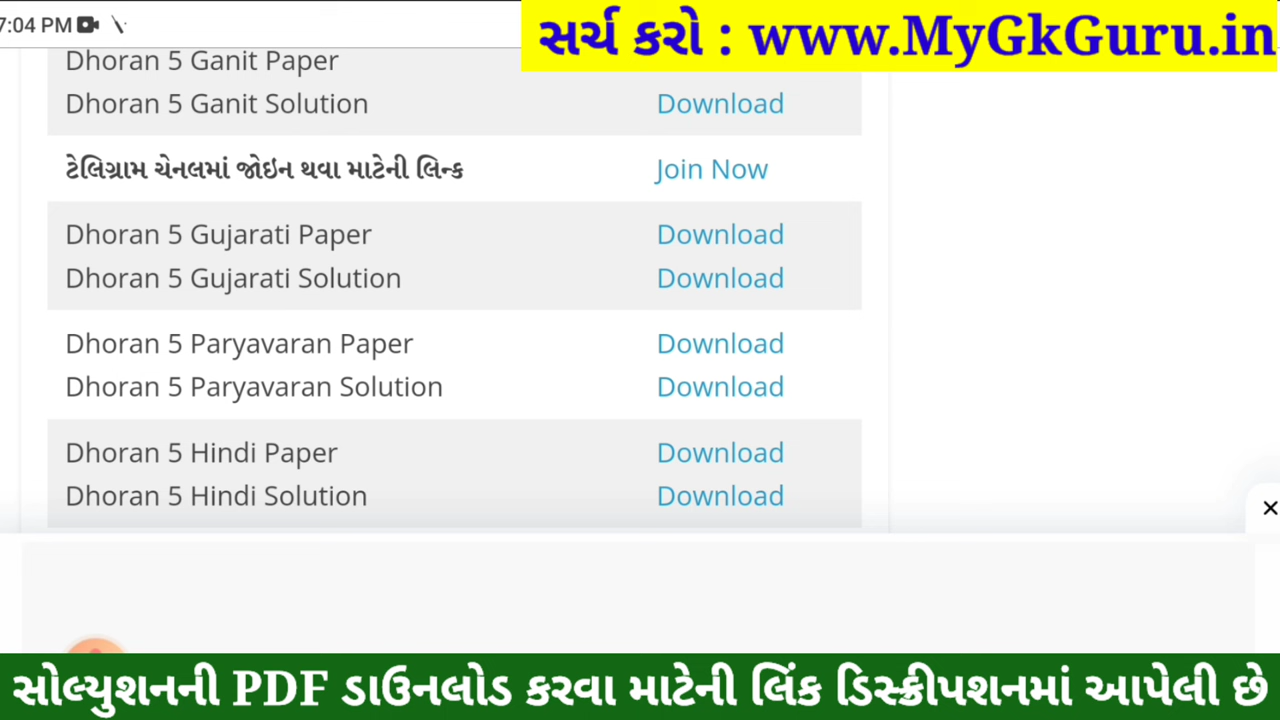 7:04 PM
સર્ચ કરો : www.MyGkGuru.in
Dhoran 5 Ganit Paper
Dhoran 5 Ganit Solution Download
ટેલિગ્રામ ચેનલમાં જોઇન થવા માટેની લિન્ક Join Now
Dhoran 5 Gujarati Paper Download
Dhoran 5 Gujarati Solution Download
Dhoran 5 Paryavaran Paper Download
Dhoran 5 Paryavaran Solution Download
Dhoran 5 Hindi Paper Download
Dhoran 5 Hindi Solution Download
સોલ્યુશનની PDF ડાઉનલોડ કરવા માટેની લિંક ડિસ્ક્રીપશનમાં આપેલી છે